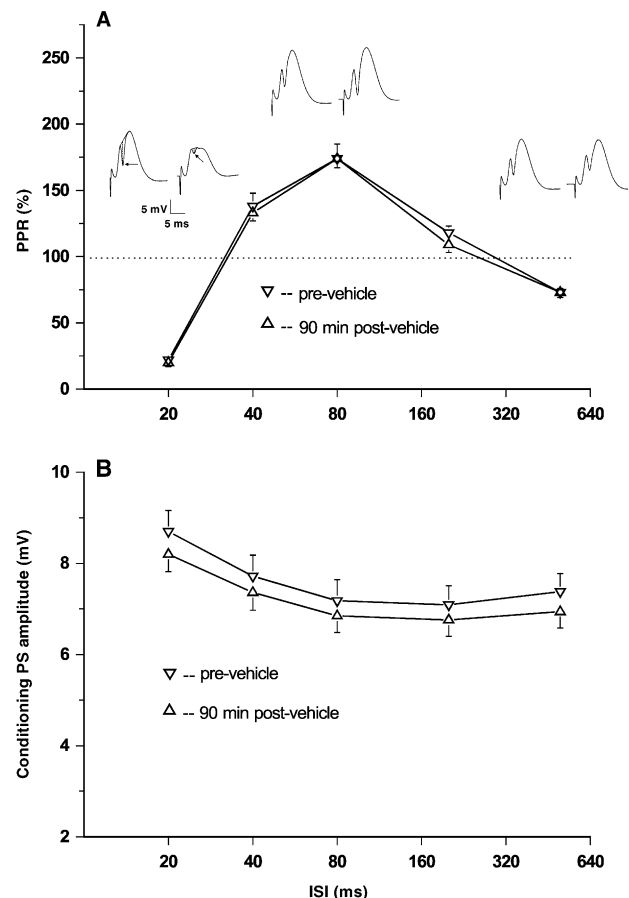 A
250
200
150
100
50
0
PPR (%)
5 mV
5 ms
-- pre-vehicle
-- 90 min post-vehicle
20 40 80 160 320 640
B
10
8
6
4
2
Conditioning PS amplitude (mV)
-- pre-vehicle
-- 90 min post-vehicle
20 40 80 160 320 640
ISI (ms)